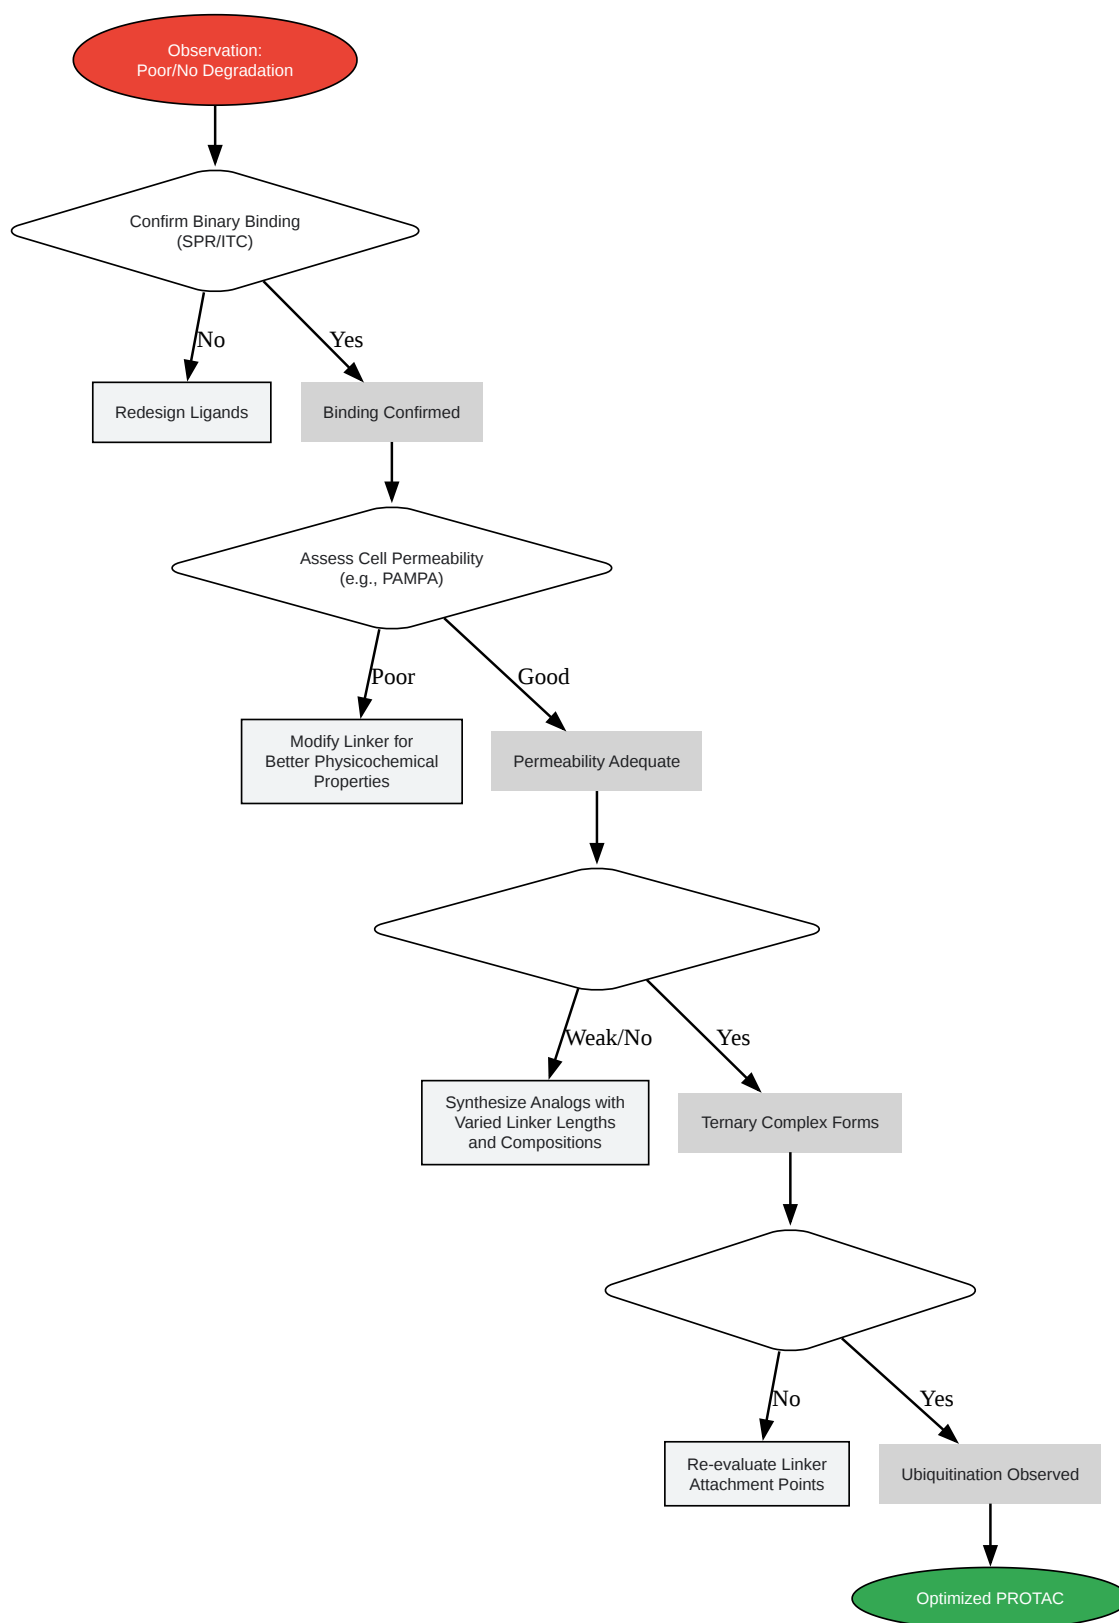 Observation:
Poor/No Degradation
Confirm Binary Binding
(SPR/ITC)
No
Yes
Redesign Ligands
Binding Confirmed
Assess Cell Permeability
(e.g., PAMPA)
Poor
Good
Modify Linker for
Better Physicochemical
Properties
Permeability Adequate
Weak/No
Yes
Synthesize Analogs with
Varied Linker Lengths
and Compositions
Ternary Complex Forms
No
Yes
Re-evaluate Linker
Attachment Points
Ubiquitination Observed
Optimized PROTAC